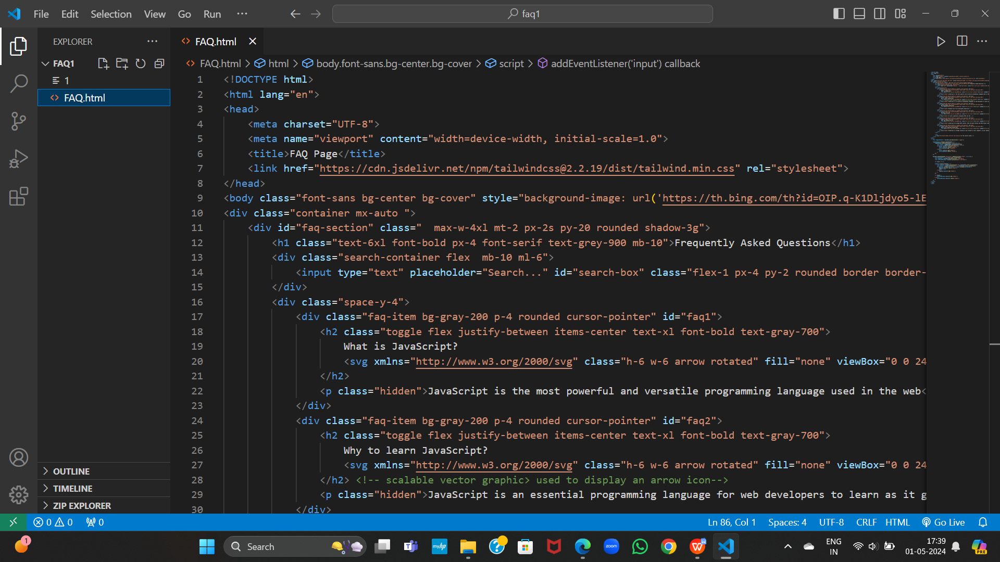 File Edit Selection View Go Run ...
faq1
EXPLORER
FAQ1
1
FAQ.html
OUTLINE
TIMELINE
ZIP EXPLORER
FAQ.html
FAQ.html > html > body.font-sans.bg-center.bg-cover > script > addEventListener('input') callback
1 <!DOCTYPE html>
2 <html lang="en">
3 <head>
4 <meta charset="UTF-8">
5 <meta name="viewport" content="width=device-width, initial-scale=1.0">
6 <title>FAQ Page</title>
7 <link href="https://cdn.jsdelivr.net/npm/tailwindcss@2.2.19/dist/tailwind.min.css" rel="stylesheet">
8 </head>
9 <body class="font-sans bg-center bg-cover" style="background-image: url('https://th.bing.com/th?id=OIP.q-K1Dljdyo5-lE
10 <div class="container mx-auto ">
11 <div id="faq-section" class="  max-w-4xl mt-2 px-2s py-20 rounded shadow-3g">
12 <h1 class="text-6xl font-bold px-4 font-serif text-grey-900 mb-10">Frequently Asked Questions</h1>
13 <div class="search-container flex  mb-10 ml-6">
14 <input type="text" placeholder="Search..." id="search-box" class="flex-1 px-4 py-2 rounded border border-
15 </div>
16 <div class="space-y-4">
17 <div class="faq-item bg-gray-200 p-4 rounded cursor-pointer" id="faq1">
18 <h2 class="toggle flex justify-between items-center text-xl font-bold text-gray-700">
19 What is JavaScript?
20 <svg xmlns="http://www.w3.org/2000/svg" class="h-6 w-6 arrow rotated" fill="none" viewBox="0 0 24
21 </h2>
22 <p class="hidden">JavaScript is the most powerful and versatile programming language used in the web<
23 </div>
24 <div class="faq-item bg-gray-200 p-4 rounded cursor-pointer" id="faq2">
25 <h2 class="toggle flex justify-between items-center text-xl font-bold text-gray-700">
26 Why to learn JavaScript?
27 <svg xmlns="http://www.w3.org/2000/svg" class="h-6 w-6 arrow rotated" fill="none" viewBox="0 0 24
28 </h2> <!-- scalable vector graphic> used to display an arrow icon-->
29 <p class="hidden">JavaScript is an essential programming language for web developers to learn as it g
30 </div>
0 0 0 Ln 86, Col 1 Spaces: 4 UTF-8 CRLF HTML Go Live
1
Search
myhp
zoom
ENG
IN
17:39
01-05-2024
PRE